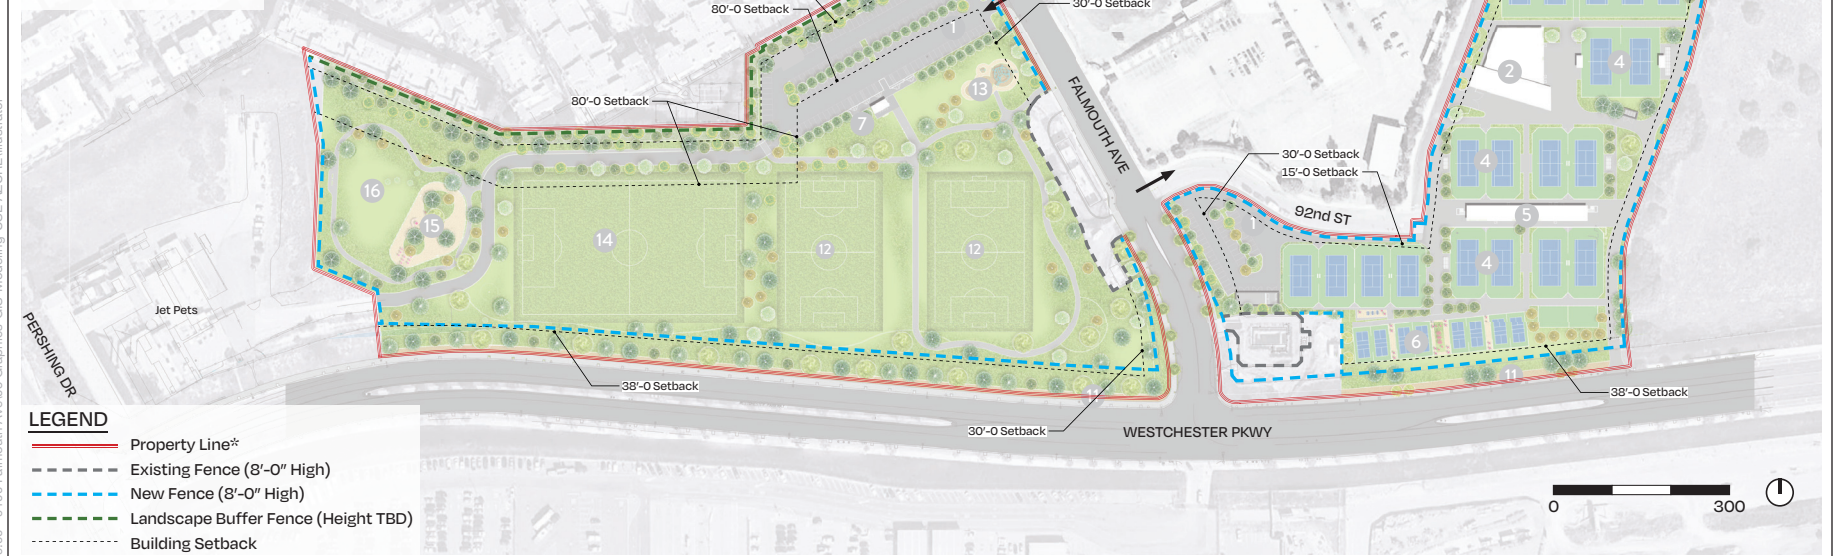 80'-0 Setback
30'-0 Setback
1
4
2
80'-0 Setback
13
FALMOUTH AVE
7
30'-0 Setback
15'-0 Setback
4
16
15
92nd ST
5
1
14
12
12
4
Jet Pets
PERSHING DR
6
11
38'-0 Setback
11
38'-0 Setback
30'-0 Setback
WESTCHESTER PKWY
LEGEND
Property Line*
Existing Fence (8'-0" High)
New Fence (8'-0" High)
Landscape Buffer Fence (Height TBD)
Building Setback
0
300